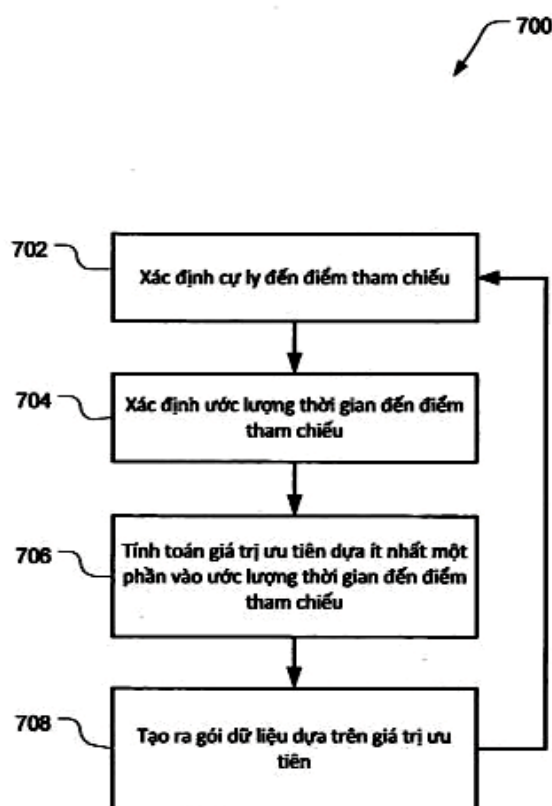 700
702
Xác định cự ly đến điểm tham chiếu
704
Xác định ước lượng thời gian đến điểm
tham chiếu
706
Tính toán giá trị ưu tiên dựa ít nhất một
phần vào ước lượng thời gian đến điểm
tham chiếu
708
Tạo ra gói dữ liệu dựa trên giá trị ưu
tiên